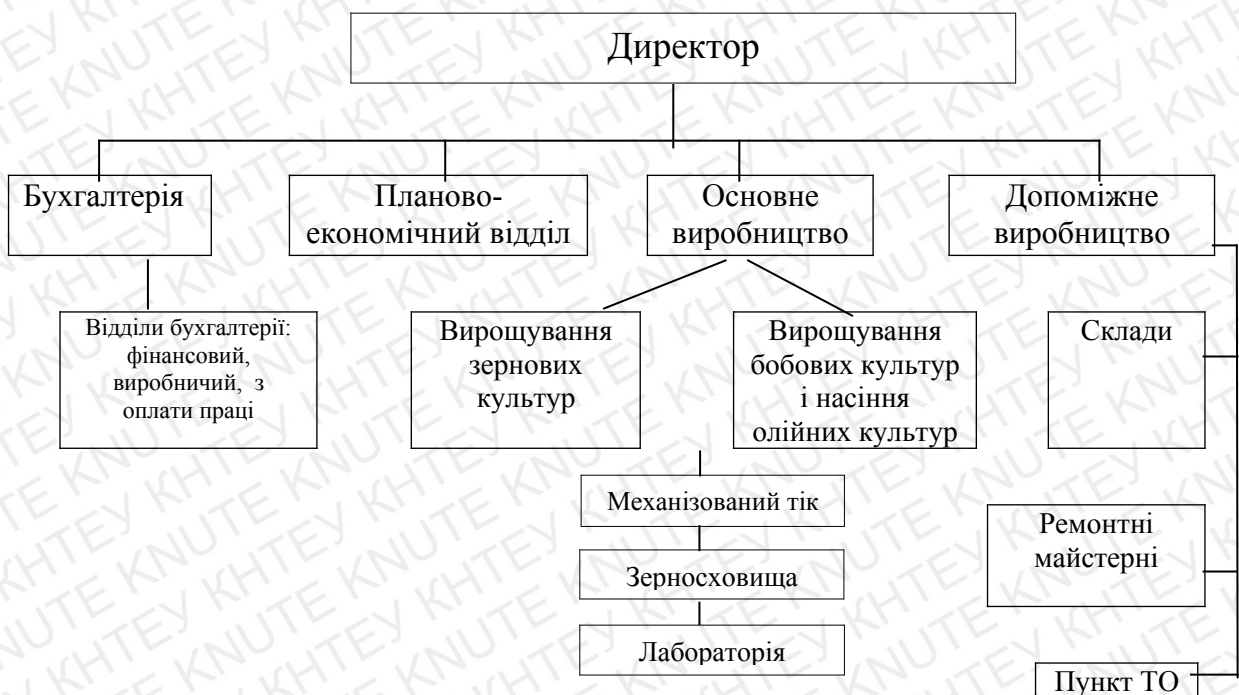 Директор
Бухгалтерія
Планово-
економічний відділ
Основне
виробництво
Допоміжне
виробництво
Відділи бухгалтерії:
фінансовий,
виробничий, з
оплати праці
Вирощування
зернових
культур
Вирощування
бобових культур
і насіння
олійних культур
Склади
Механізований тік
Зерносховища
Лабораторія
Ремонтні
майстерні
Пункт ТО